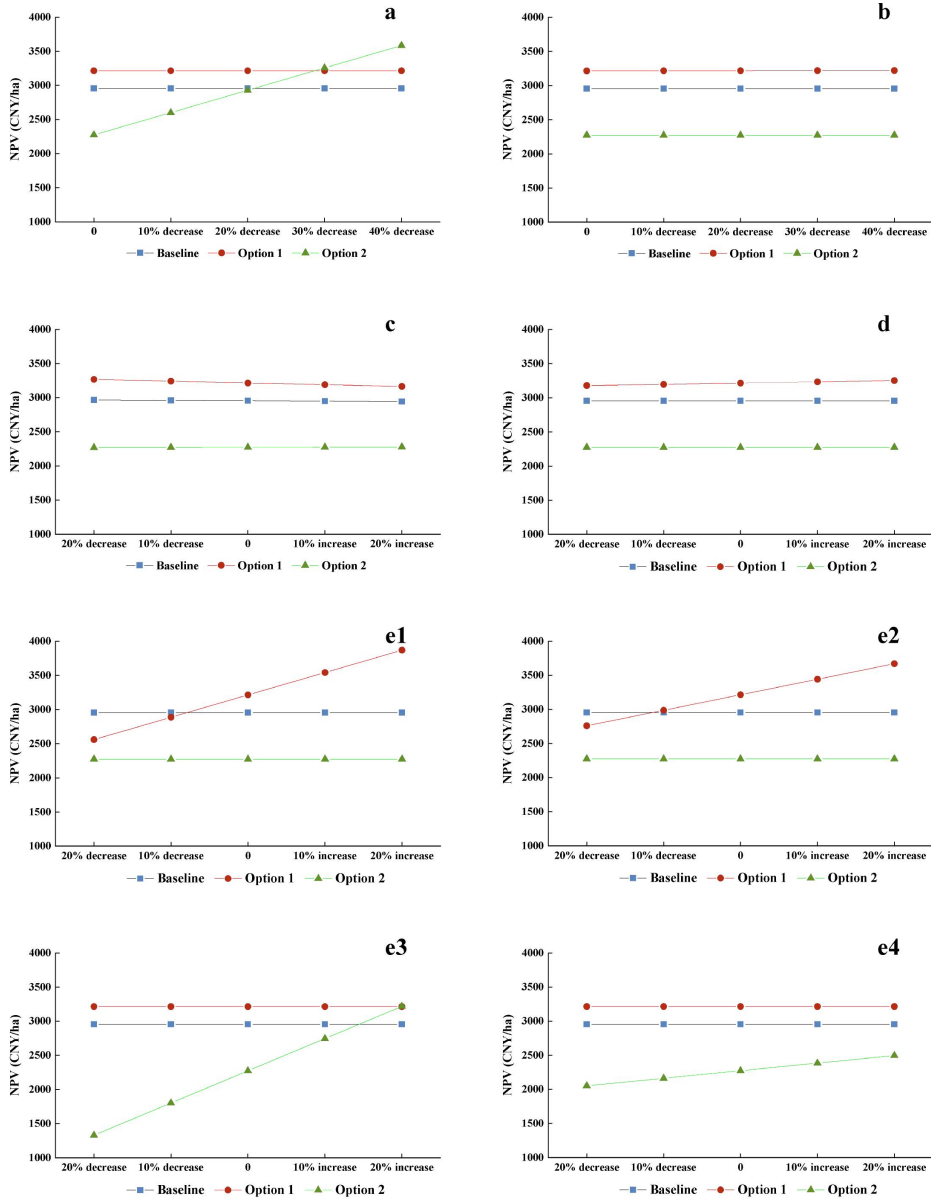 a
NPV (CNY/ha)
4000
3500
3000
2500
2000
1500
1000
0 10% decrease 20% decrease 30% decrease 40% decrease
Baseline Option 1 Option 2
b
NPV (CNY/ha)
4000
3500
3000
2500
2000
1500
1000
0 10% decrease 20% decrease 30% decrease 40% decrease
Baseline Option 1 Option 2
c
NPV (CNY/ha)
4000
3500
3000
2500
2000
1500
1000
20% decrease 10% decrease 0 10% increase 20% increase
Baseline Option 1 Option 2
d
NPV (CNY/ha)
4000
3500
3000
2500
2000
1500
1000
20% decrease 10% decrease 0 10% increase 20% increase
Baseline Option 1 Option 2
e1
NPV (CNY/ha)
4000
3500
3000
2500
2000
1500
1000
20% decrease 10% decrease 0 10% increase 20% increase
Baseline Option 1 Option 2
e2
NPV (CNY/ha)
4000
3500
3000
2500
2000
1500
1000
20% decrease 10% decrease 0 10% increase 20% increase
Baseline Option 1 Option 2
e3
NPV (CNY/ha)
4000
3500
3000
2500
2000
1500
1000
20% decrease 10% decrease 0 10% increase 20% increase
Baseline Option 1 Option 2
e4
NPV (CNY/ha)
4000
3500
3000
2500
2000
1500
1000
20% decrease 10% decrease 0 10% increase 20% increase
Baseline Option 1 Option 2